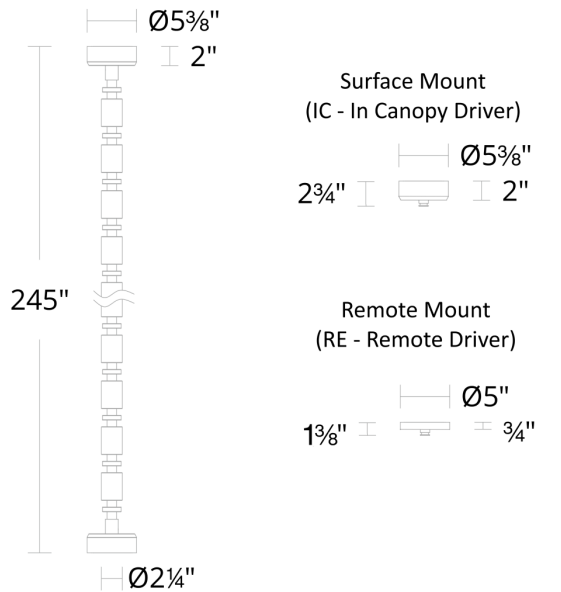 Ø5⅜"
2"
Surface Mount
(IC - In Canopy Driver)
Ø5⅜"
2¾"
2"
245"
Remote Mount
(RE - Remote Driver)
Ø5"
1⅜"
¾"
Ø2¼"